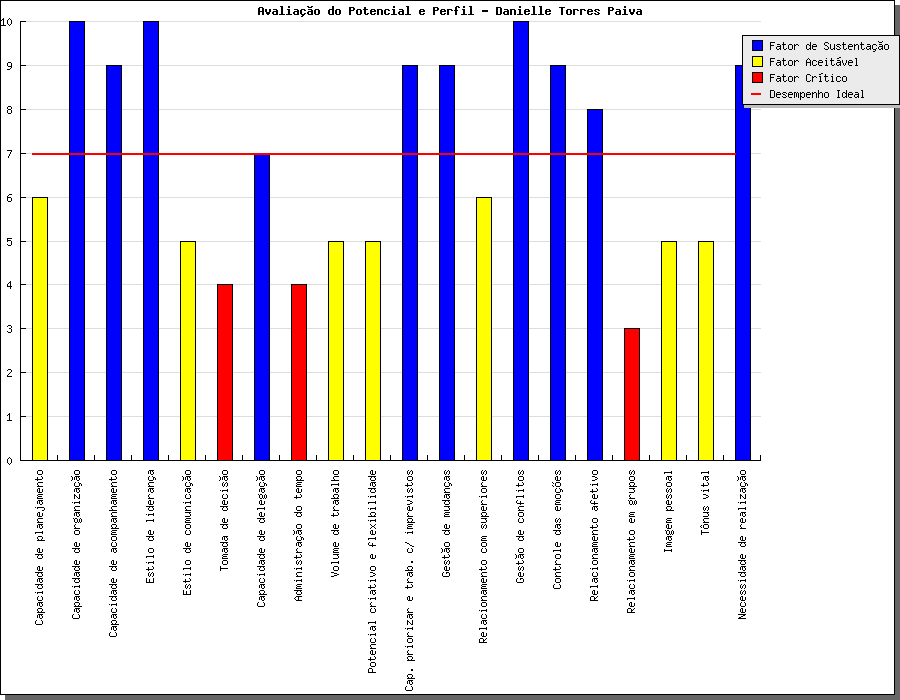 Avaliação do Potencial e Perfil - Danielle Torres Paiva
Fator de Sustentação
Fator Aceitável
Fator Crítico
Desempenho Ideal
10
9
8
7
6
5
4
3
2
1
0
Capacidade de planejamento
Capacidade de organização
Capacidade de acompanhamento
Estilo de liderança
Estilo de comunicação
Tomada de decisão
Capacidade de delegação
Administração do tempo
Volume de trabalho
Potencial criativo e flexibilidade
Cap. priorizar e trab. c/ imprevistos
Gestão de mudanças
Relacionamento com superiores
Gestão de conflitos
Controle das emoções
Relacionamento afetivo
Relacionamento em grupos
Imagem pessoal
Tônus vital
Necessidade de realização